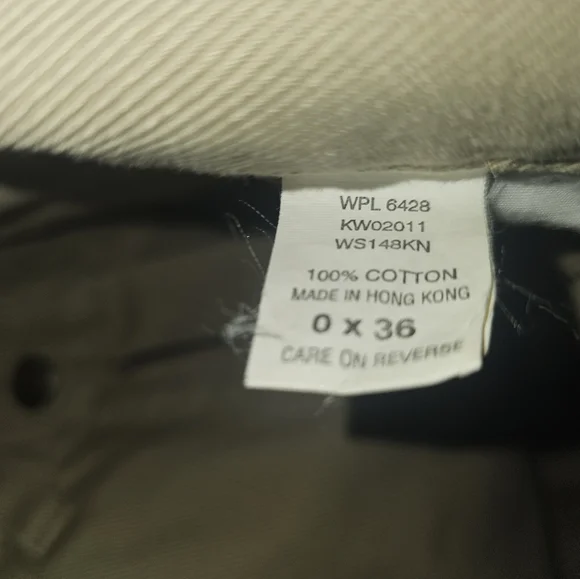 WPL 6428
KW02011
WS148KN
100% COTTON
MADE IN HONG KONG
0 x 36
CARE ON REVERSE